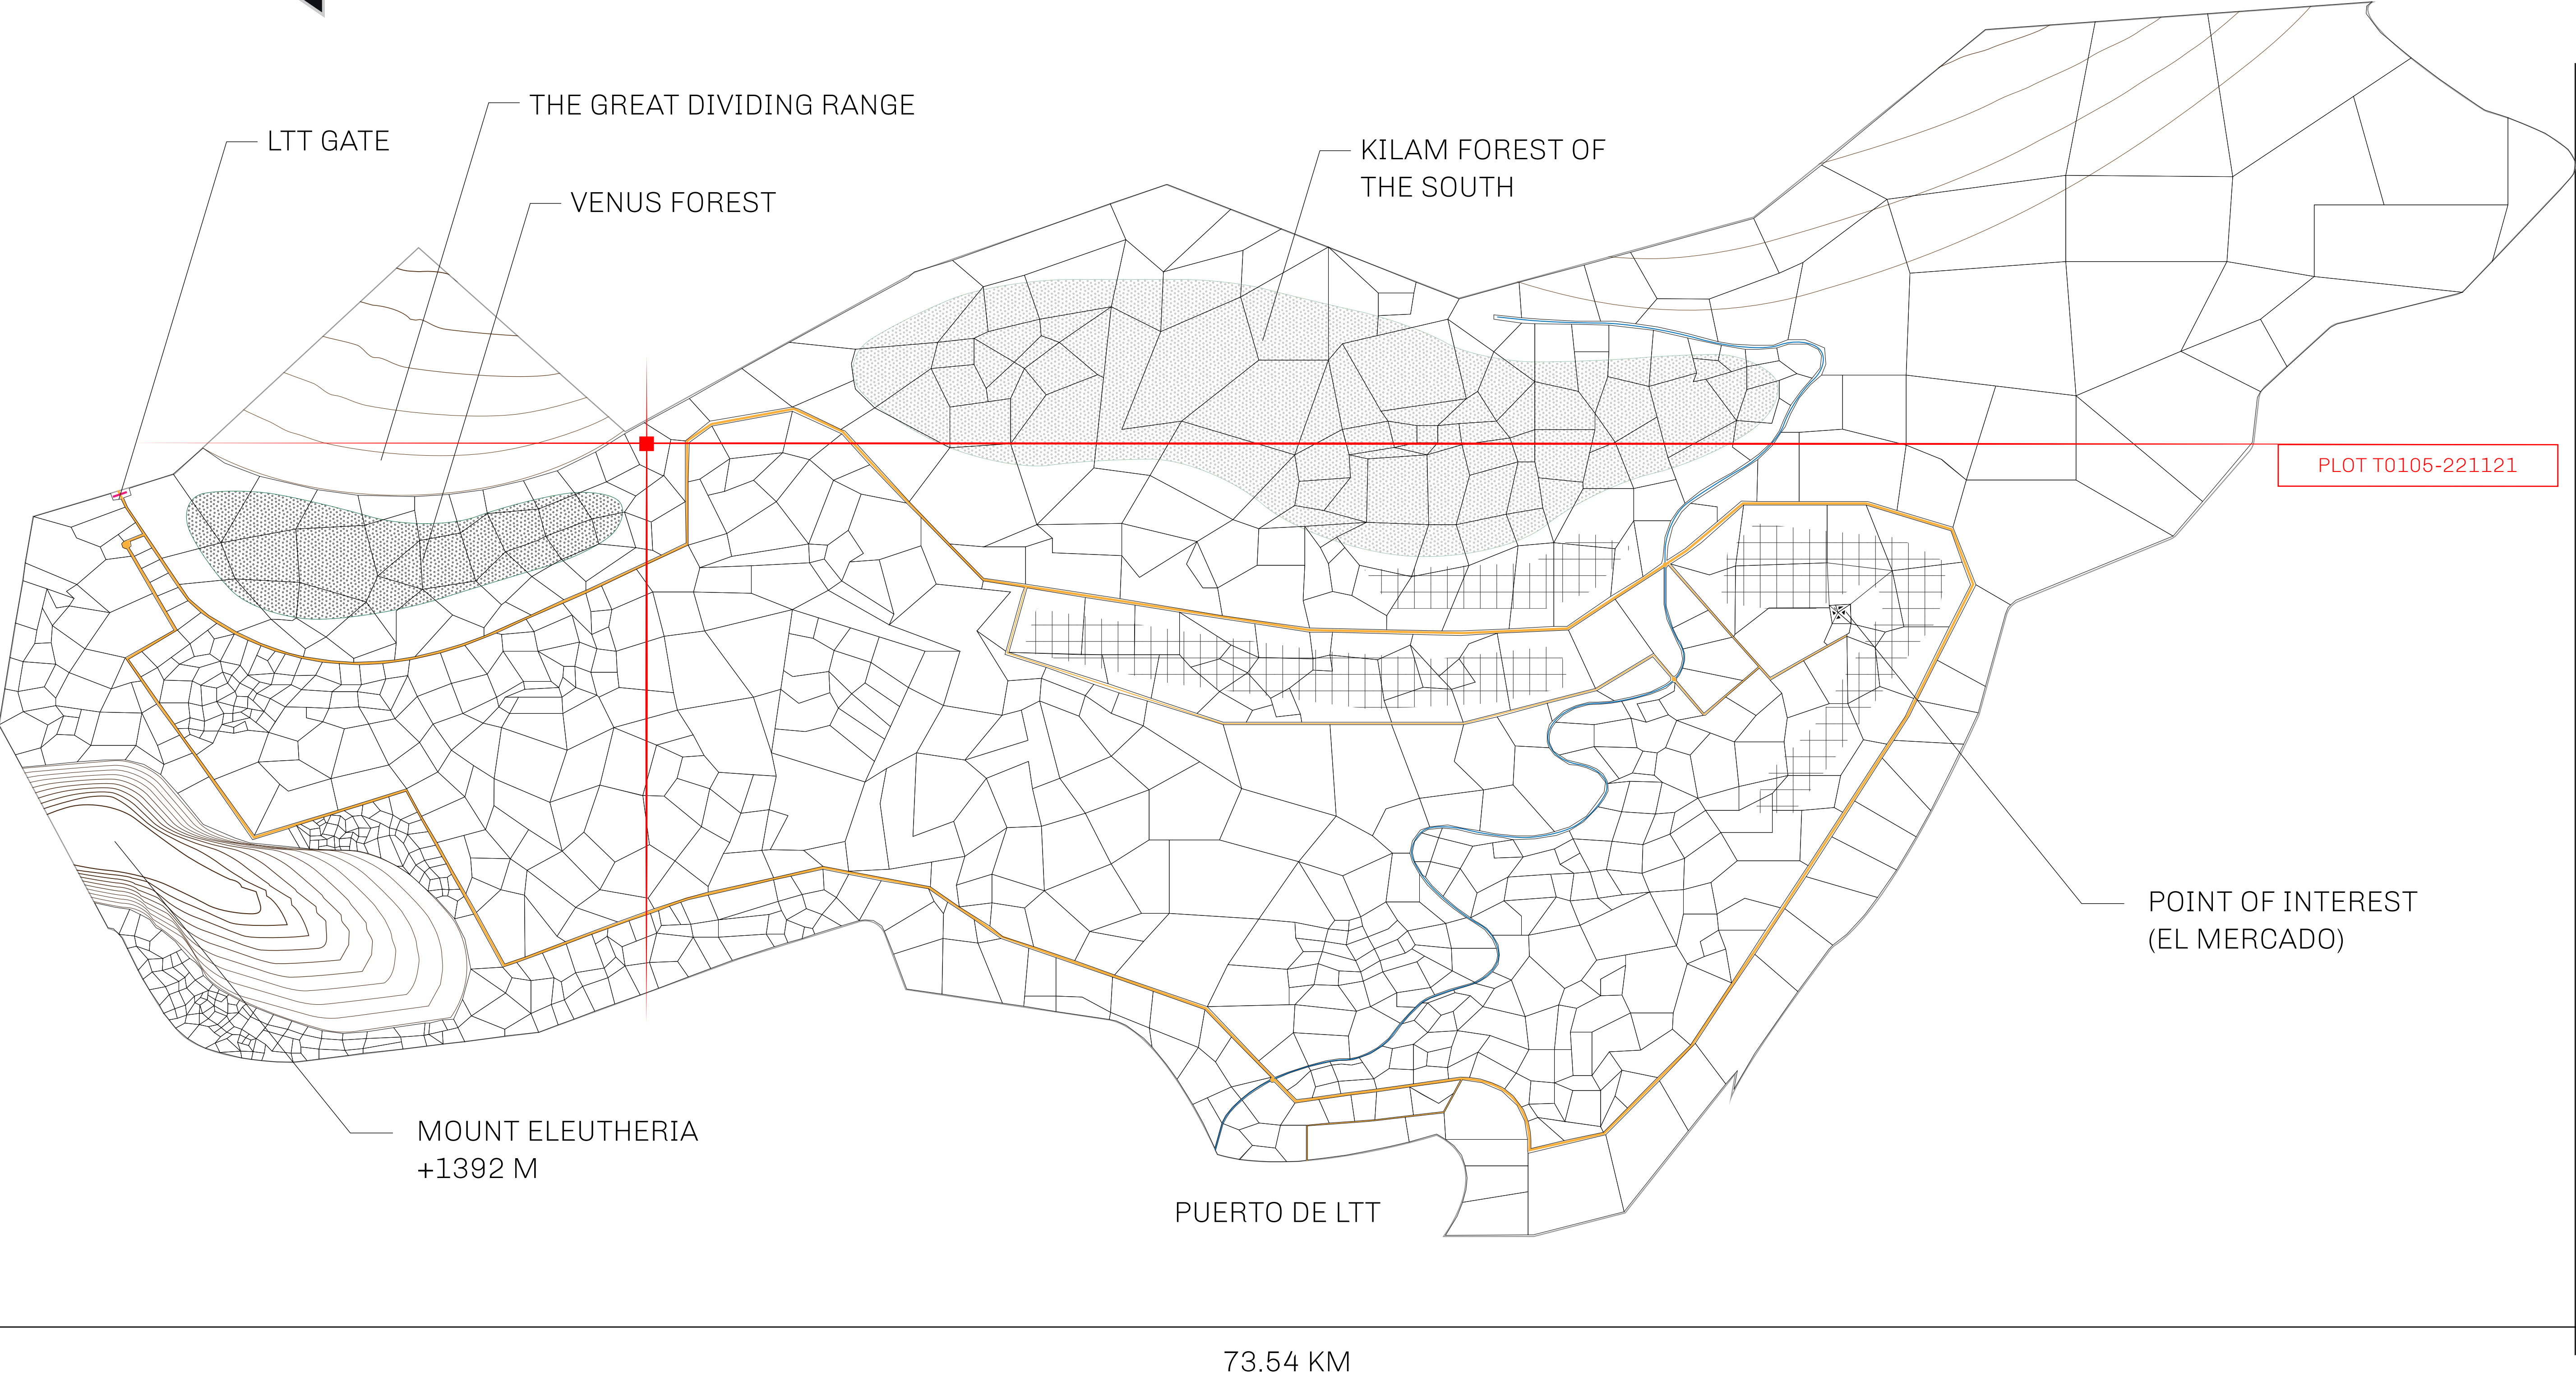 THE GREAT DIVIDING RANGE
LTT GATE
KILAM FOREST OF
THE SOUTH
VENUS FOREST
PLOT T0105-221121
POINT OF INTEREST
(EL MERCADO)
MOUNT ELEUTHERIA
+1392 M
PUERTO DE LTT
73.54 KM